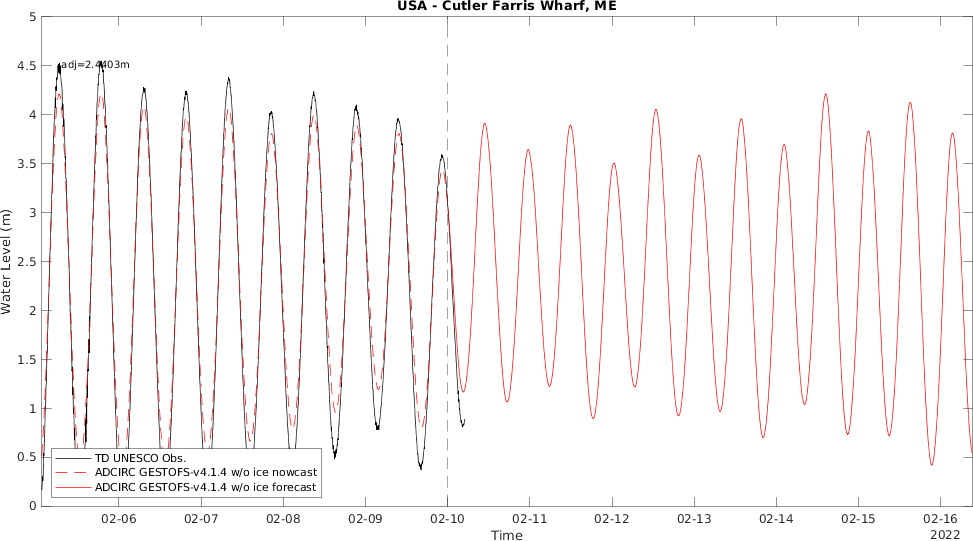 USA - Cutler Farris Wharf, ME
5
4.5
4
3.5
3
2.5
2
1.5
1
0.5
0
Water Level (m)
adj=2.4403m
TD UNESCO Obs.
ADCIRC GESTOFS-v4.1.4 w/o ice nowcast
ADCIRC GESTOFS-v4.1.4 w/o ice forecast
02-06 02-07 02-08 02-09 02-10 02-11 02-12 02-13 02-14 02-15 02-16
Time
2022